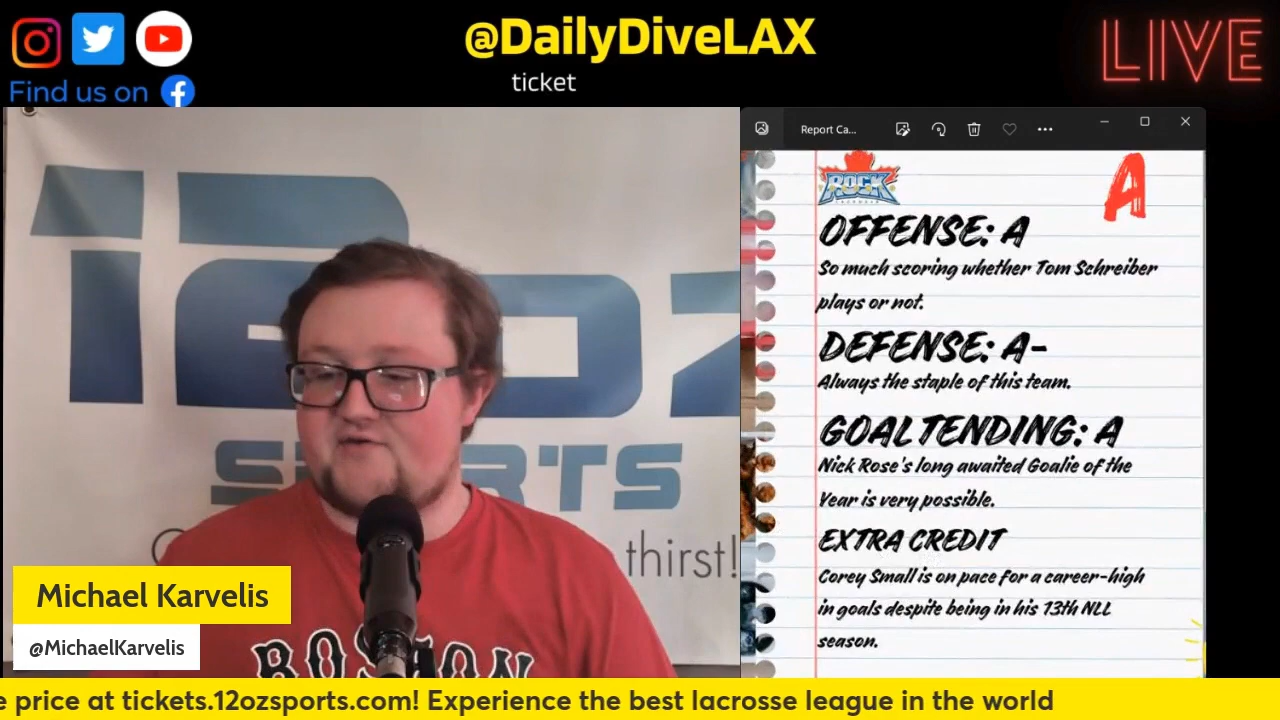 @DailyDiveLAX
LIVE
ticket
Find us on
Report Ca...
12oz
SPORTS
thirst!
BOSTON
ROCK
A
OFFENSE: A
So much scoring whether Tom Schreiber
plays or not.
DEFENSE: A-
Always the staple of this team.
GOALTENDING: A
Nick Rose's long awaited Goalie of the
Year is very possible.
EXTRA CREDIT
Corey Small is on pace for a career-high
in goals despite being in his 13th NLL
season.
Michael Karvelis
@MichaelKarvelis
price at tickets.12ozsports.com! Experience the best lacrosse league in the world